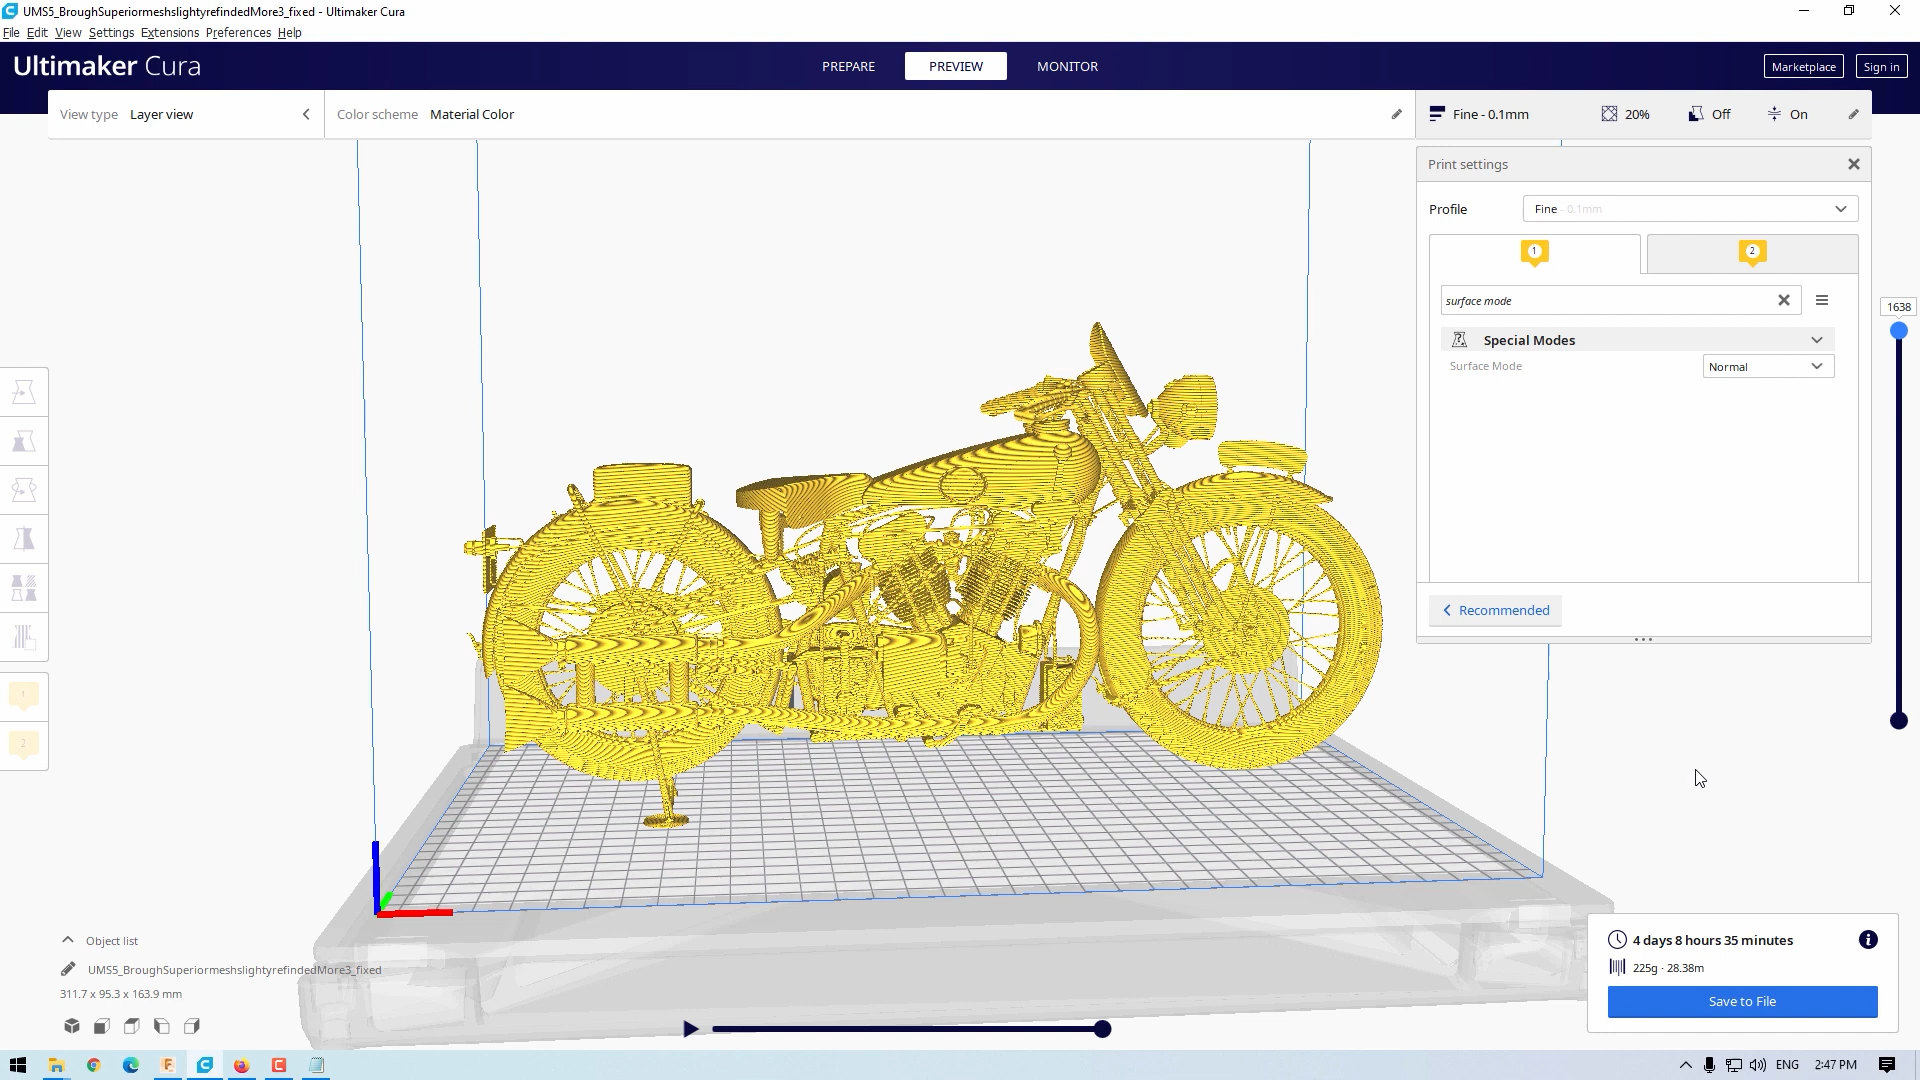 UMS5_BroughSuperiormeshslightyrefindedMore3_fixed - Ultimaker Cura
File Edit View Settings Extensions Preferences Help
Ultimaker Cura
PREPARE PREVIEW MONITOR
Marketplace Sign in
View type Layer view
Color scheme Material Color
Fine - 0.1mm 20% Off On
Print settings
Profile Fine - 0.1mm
1 2
surface mode
Special Modes
Surface Mode Normal
Recommended
1638
1
2
Object list
UMS5_BroughSuperiormeshslightyrefindedMore3_fixed
311.7 x 95.3 x 163.9 mm
4 days 8 hours 35 minutes
225g · 28.38m
Save to File
ENG 2:47 PM